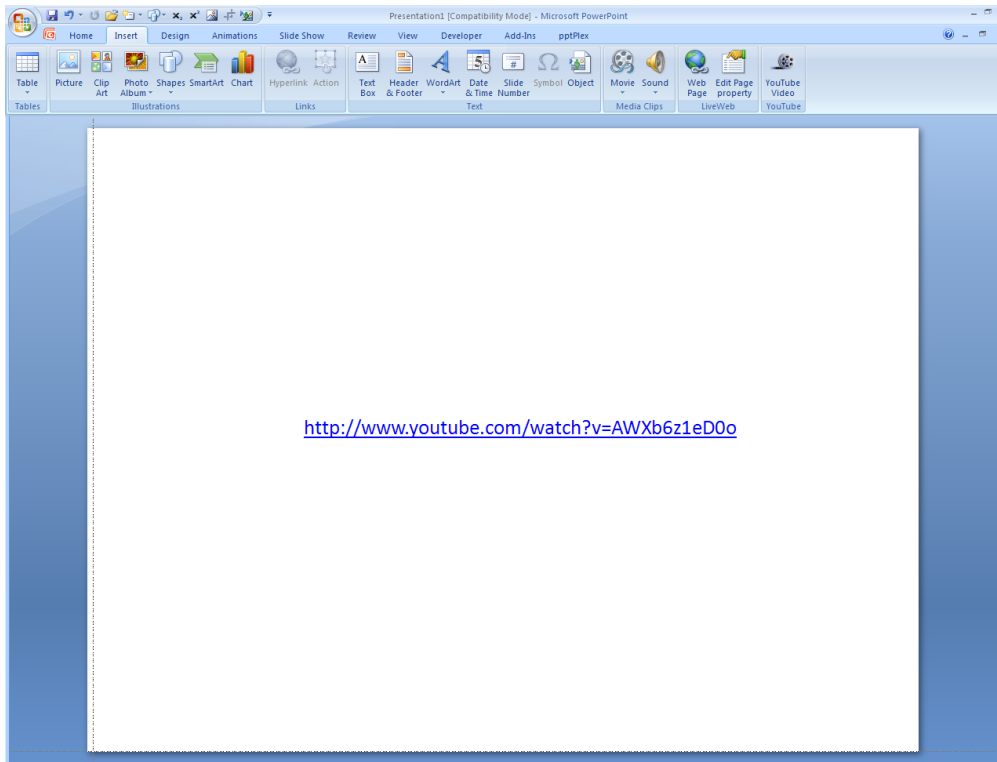 Presentation1 [Compatibility Mode] - Microsoft PowerPoint
Home Insert Design Animations Slide Show Review View Developer Add-Ins pptPlex
Table Picture Clip Art Photo Album Shapes SmartArt Chart Hyperlink Action Text Box Header & Footer WordArt Date & Time Slide Number Symbol Object Movie Sound Web Page Edit Page property YouTube Video
Tables Illustrations Links Text Media Clips LiveWeb YouTube
http://www.youtube.com/watch?v=AWXb6z1eD0o